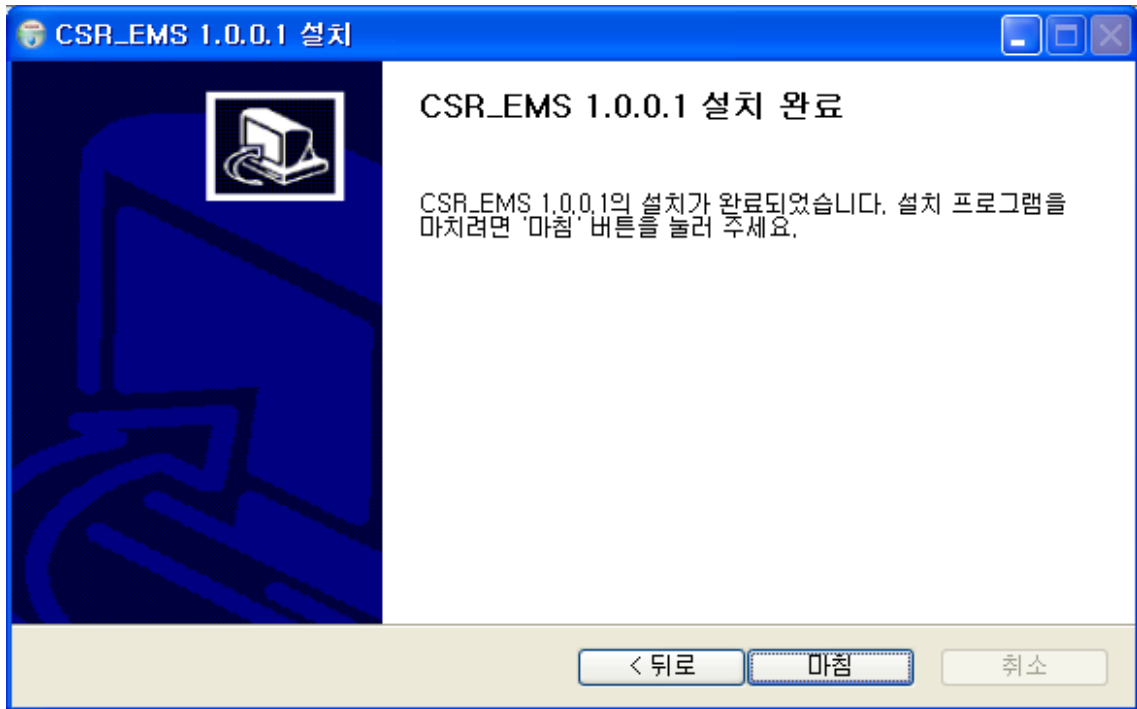 CSR_EMS 1.0.0.1 설치
CSR_EMS 1.0.0.1 설치 완료
CSR_EMS 1.0.0.1의 설치가 완료되었습니다. 설치 프로그램을
마치려면 '마침' 버튼을 눌러 주세요.
< 뒤로
마침
취소